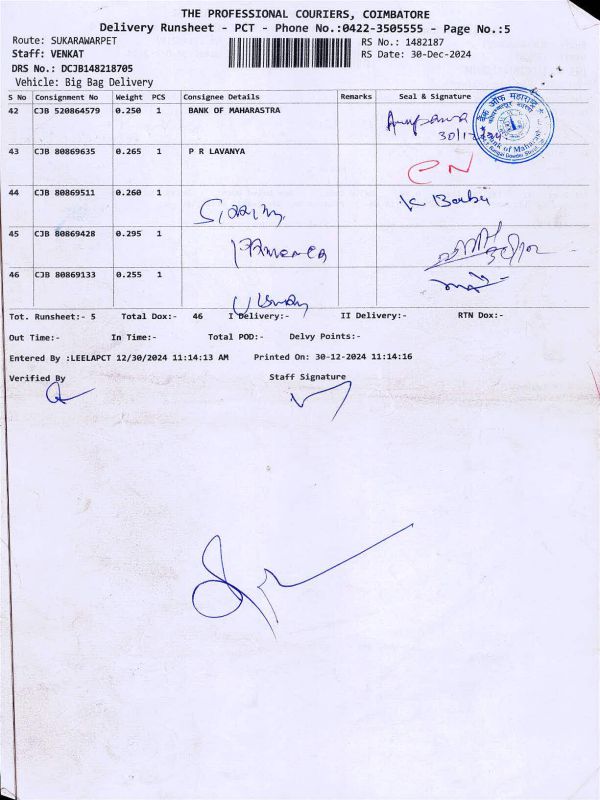 THE PROFESSIONAL COURIERS, COIMBATORE
Delivery Runsheet - PCT - Phone No.:0422-3505555 - Page No.:5
Route: SUKARAWARPET
RS No.: 1482187
Staff: VENKAT
RS Date: 30-Dec-2024
DRS No.: DCJB148218705
Vehicle: Big Bag Delivery
S No Consignment No Weight PCS Consignee Details Remarks Seal & Signature
42 CJB 520864579 0.250 1 BANK OF MAHARASTRA
बैंक ऑफ महाराष्ट्र
Bank of Maharashtra
43 CJB 80869635 0.265 1 P R LAVANYA
44 CJB 80869511 0.260 1
45 CJB 80869428 0.295 1
46 CJB 80869133 0.255 1
Tot. Runsheet:- 5 Total Dox:- 46 I Delivery:- II Delivery:- RTN Dox:-
Out Time:- In Time:- Total POD:- Delvy Points:-
Entered By :LEELAPCT 12/30/2024 11:14:13 AM Printed On: 30-12-2024 11:14:16
Verified By Staff Signature